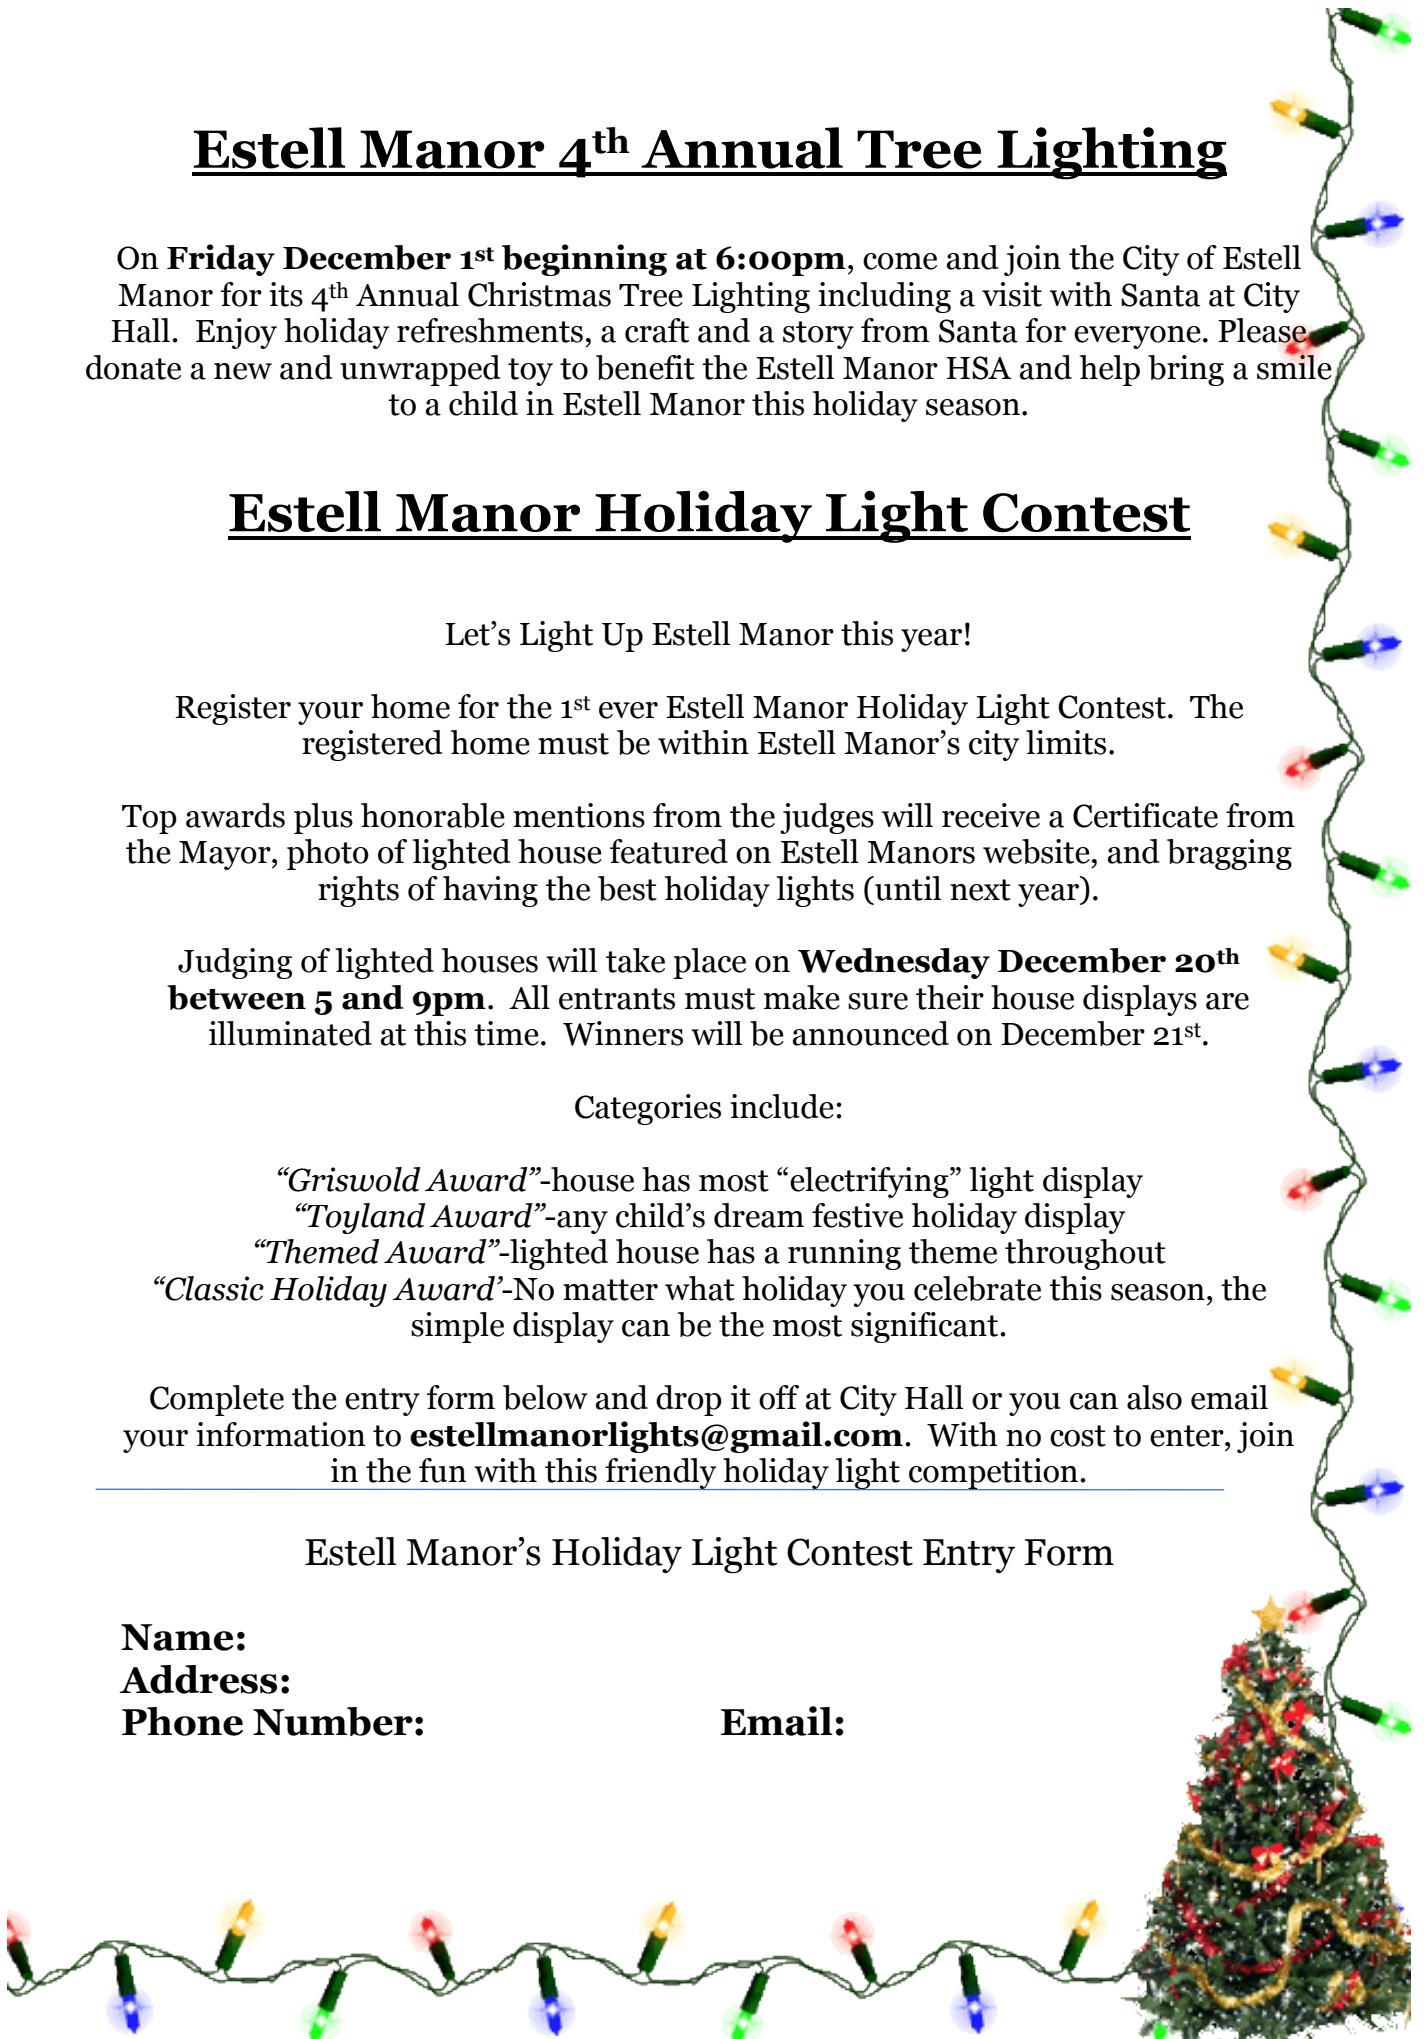 Estell Manor 4th Annual Tree Lighting
On Friday December 1st beginning at 6:00pm, come and join the City of Estell
Manor for its 4th Annual Christmas Tree Lighting including a visit with Santa at City
Hall.  Enjoy holiday refreshments, a craft and a story from Santa for everyone. Please
donate a new and unwrapped toy to benefit the Estell Manor HSA and help bring a smile
to a child in Estell Manor this holiday season.
Estell Manor Holiday Light Contest
Let’s Light Up Estell Manor this year!
Register your home for the 1st ever Estell Manor Holiday Light Contest.  The
registered home must be within Estell Manor’s city limits.
Top awards plus honorable mentions from the judges will receive a Certificate from
the Mayor, photo of lighted house featured on Estell Manors website, and bragging
rights of having the best holiday lights (until next year).
Judging of lighted houses will take place on Wednesday December 20th
between 5 and 9pm.  All entrants must make sure their house displays are
illuminated at this time.  Winners will be announced on December 21st.
Categories include:
“Griswold Award”-house has most “electrifying” light display
“Toyland Award”-any child’s dream festive holiday display
“Themed Award”-lighted house has a running theme throughout
“Classic Holiday Award’-No matter what holiday you celebrate this season, the
simple display can be the most significant.
Complete the entry form below and drop it off at City Hall or you can also email
your information to estellmanorlights@gmail.com.  With no cost to enter, join
in the fun with this friendly holiday light competition.
Estell Manor’s Holiday Light Contest Entry Form
Name:
Address:
Phone Number: Email: